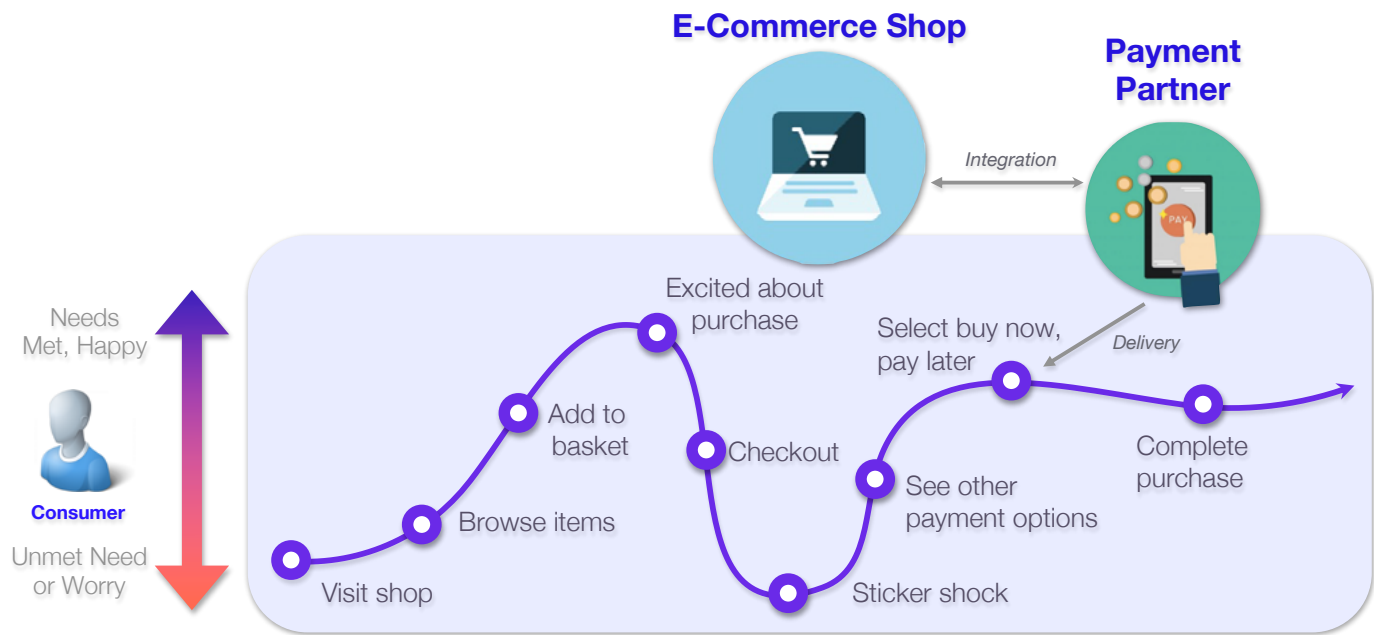 E-Commerce Shop
Payment
Partner
Integration
PAY
Needs
Met, Happy
Consumer
Unmet Need
or Worry
Visit shop
Browse items
Add to
basket
Excited about
purchase
Checkout
Sticker shock
See other
payment options
Select buy now,
pay later
Delivery
Complete
purchase